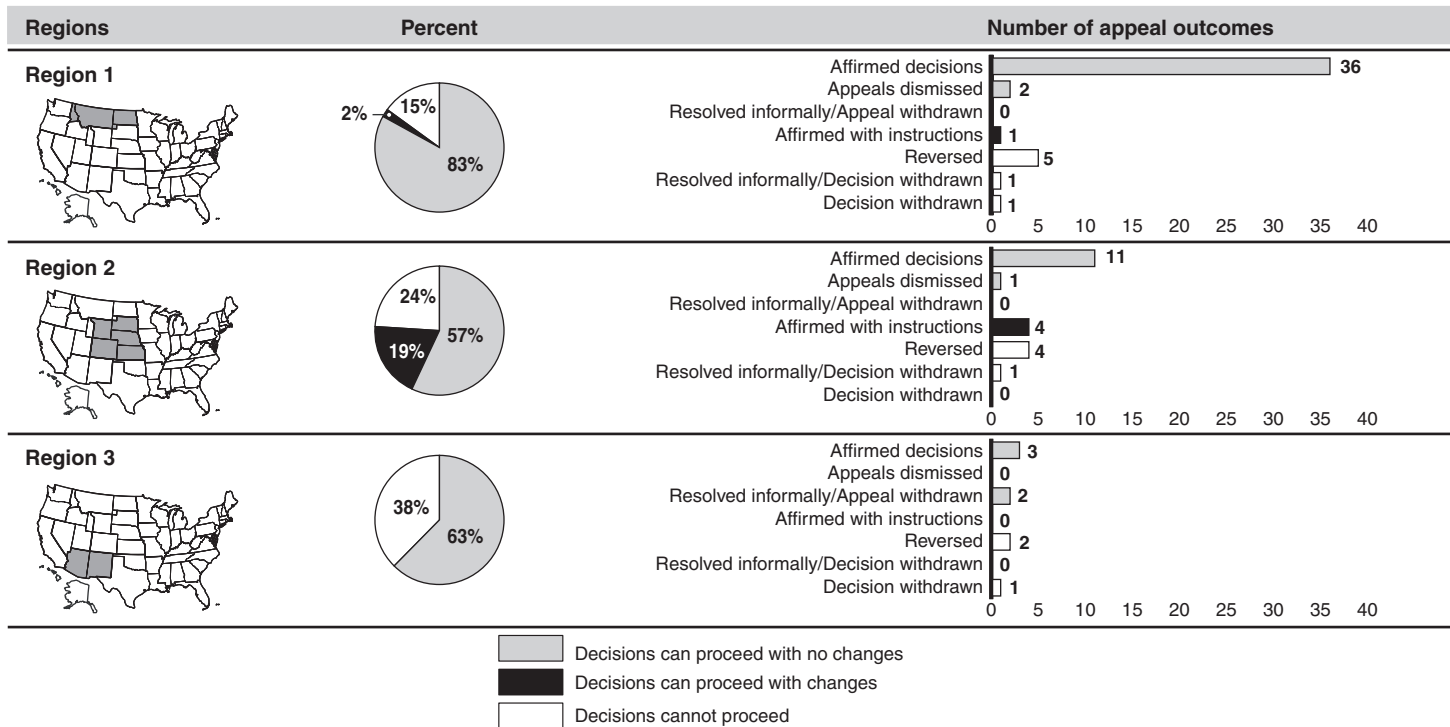 Regions Percent Number of appeal outcomes
Region 1
2%
15%
83%
Affirmed decisions 36
Appeals dismissed 2
Resolved informally/Appeal withdrawn 0
Affirmed with instructions 1
Reversed 5
Resolved informally/Decision withdrawn 1
Decision withdrawn 1
0 5 10 15 20 25 30 35 40
Region 2
24%
57%
19%
Affirmed decisions 11
Appeals dismissed 1
Resolved informally/Appeal withdrawn 0
Affirmed with instructions 4
Reversed 4
Resolved informally/Decision withdrawn 1
Decision withdrawn 0
0 5 10 15 20 25 30 35 40
Region 3
38%
63%
Affirmed decisions 3
Appeals dismissed 0
Resolved informally/Appeal withdrawn 2
Affirmed with instructions 0
Reversed 2
Resolved informally/Decision withdrawn 0
Decision withdrawn 1
0 5 10 15 20 25 30 35 40
Decisions can proceed with no changes
Decisions can proceed with changes
Decisions cannot proceed